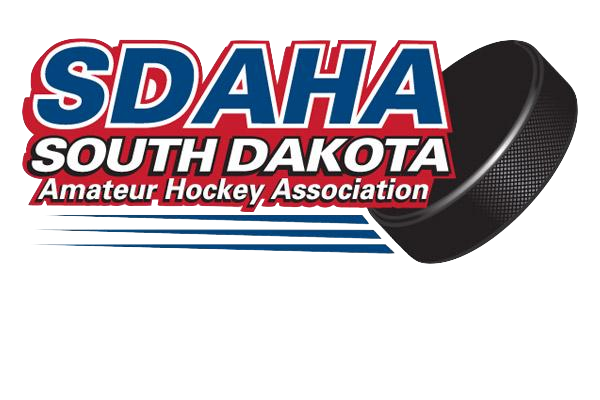 SDAHA
SOUTH DAKOTA
Amateur Hockey Association